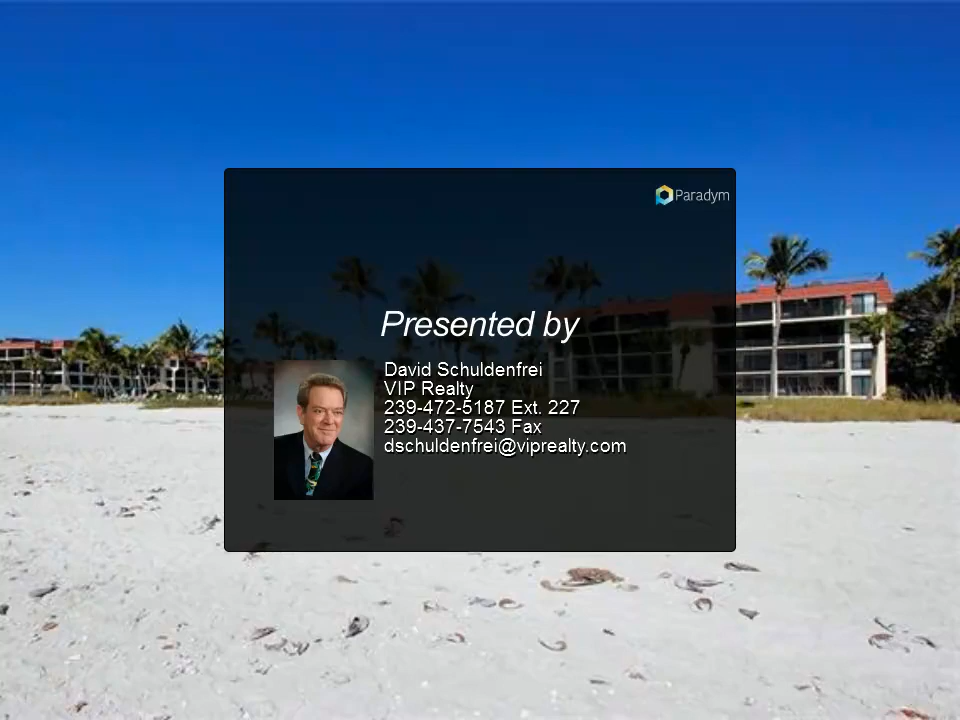 Paradym
Presented by
David Schuldenfrei
VIP Realty
239-472-5187 Ext. 227
239-437-7543 Fax
dschuldenfrei@viprealty.com